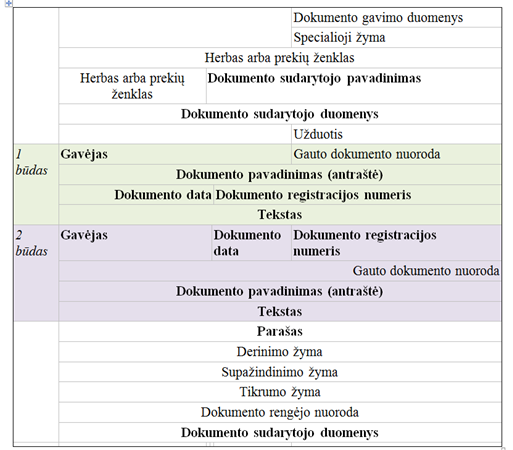 Dokumento gavimo duomenys
Specialioji žyma
Herbas arba prekių ženklas
Herbas arba prekių
ženklas
Dokumento sudarytojo pavadinimas
Dokumento sudarytojo duomenys
Užduotis
1
būdas
Gavėjas
Gauto dokumento nuoroda
Dokumento pavadinimas (antraštė)
Dokumento data
Dokumento registracijos numeris
Tekstas
2
būdas
Gavėjas
Dokumento
data
Dokumento registracijos
numeris
Gauto dokumento nuoroda
Dokumento pavadinimas (antraštė)
Tekstas
Parašas
Derinimo žyma
Supažindinimo žyma
Tikrumo žyma
Dokumento rengėjo nuoroda
Dokumento sudarytojo duomenys